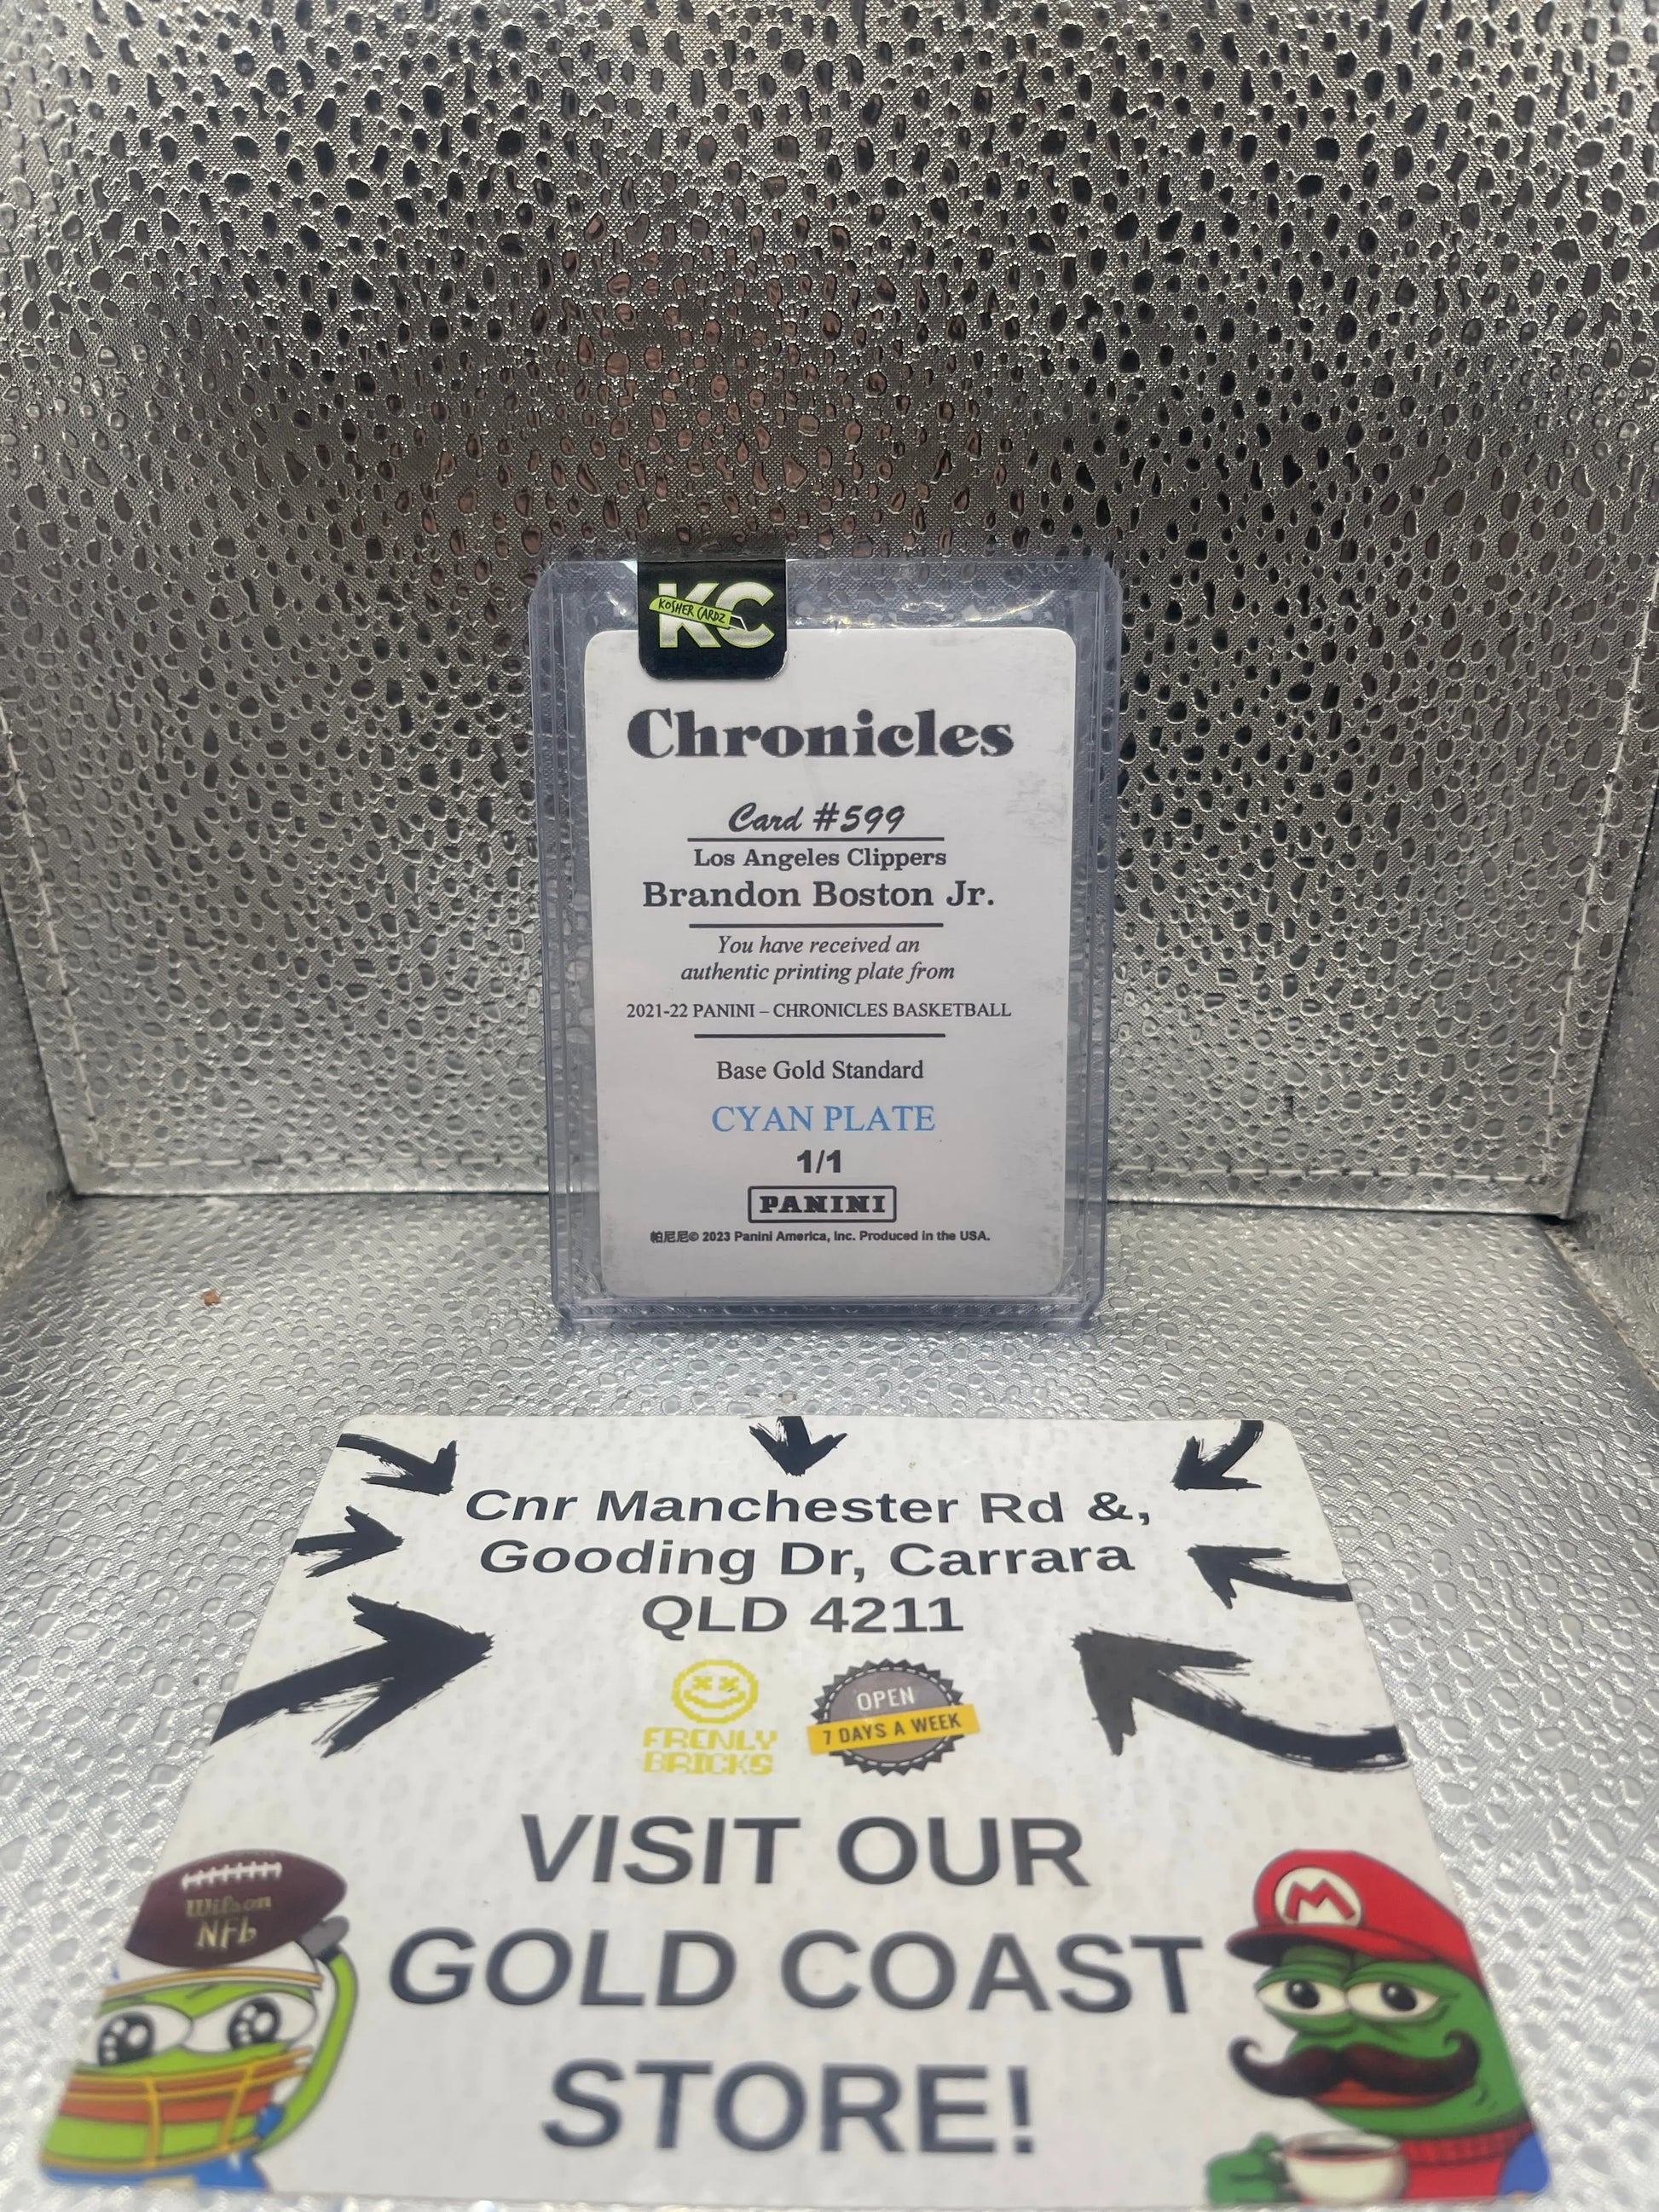 KC
KOSHER CARDZ
Chronicles
Card #599
Los Angeles Clippers
Brandon Boston Jr.
You have received an
authentic printing plate from
2021-22 PANINI – CHRONICLES BASKETBALL
Base Gold Standard
CYAN PLATE
1/1
PANINI
帕尼尼© 2023 Panini America, Inc. Produced in the USA.
Cnr Manchester Rd &,
Gooding Dr, Carrara
QLD 4211
FRENLY
BRICKS
OPEN
7 DAYS A WEEK
VISIT OUR
GOLD COAST
STORE!
Wilson
NFL
M